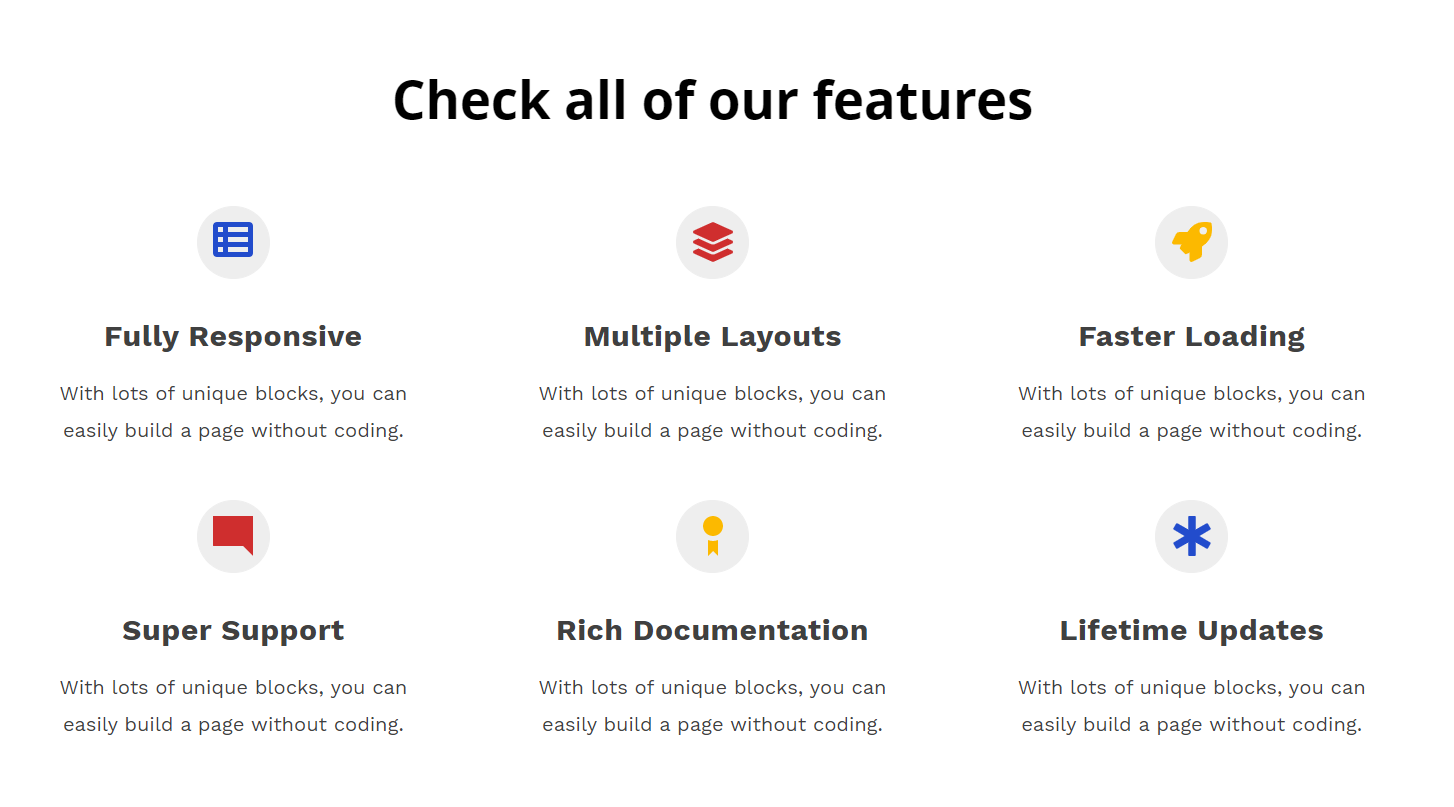 Check all of our features
Fully Responsive
With lots of unique blocks, you can
easily build a page without coding.
Multiple Layouts
With lots of unique blocks, you can
easily build a page without coding.
Faster Loading
With lots of unique blocks, you can
easily build a page without coding.
Super Support
With lots of unique blocks, you can
easily build a page without coding.
Rich Documentation
With lots of unique blocks, you can
easily build a page without coding.
Lifetime Updates
With lots of unique blocks, you can
easily build a page without coding.